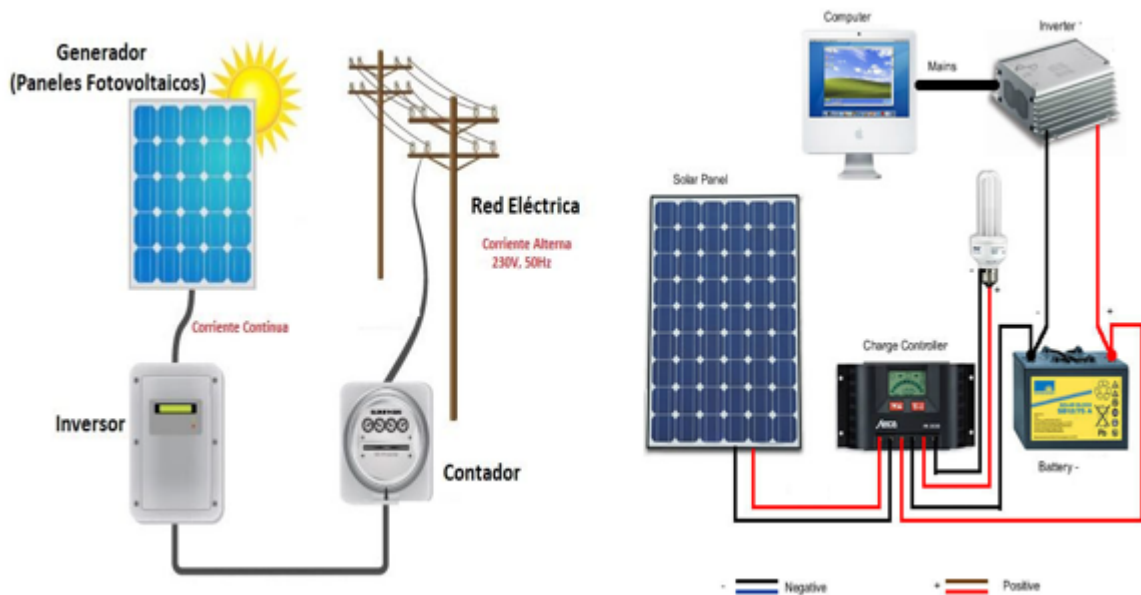 Generador
(Paneles Fotovoltaicos)
Red Eléctrica
Corriente Alterna
230V, 50Hz
Corriente Continua
Inversor
Contador
Computer
Inverter
Mains
Solar Panel
-
+
Charge Controller
-
+
Battery -
- Negative
+ Positive